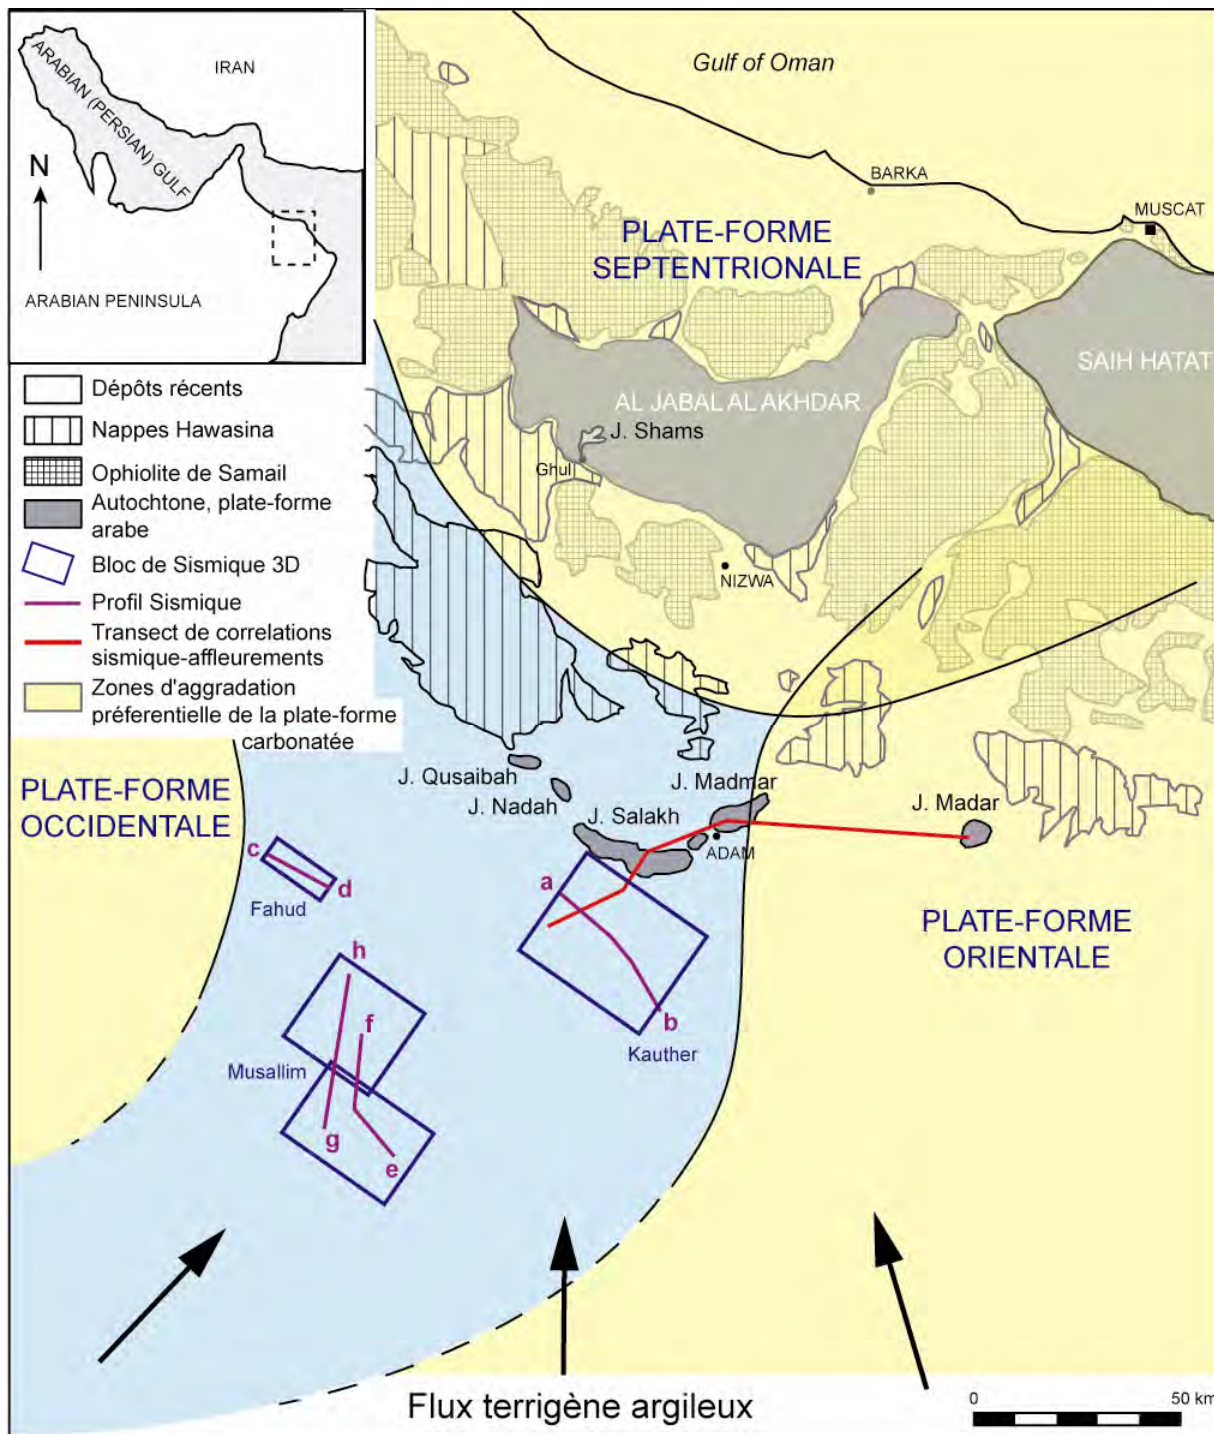 IRAN
ARABIAN (PERSIAN) GULF
N
ARABIAN PENINSULA
Gulf of Oman
BARKA
MUSCAT
PLATE-FORME
SEPTENTRIONALE
SAIH HATAT
AL JABAL AL AKHDAR
J. Shams
Ghul
NIZWA
Dépôts récents
Nappes Hawasina
Ophiolite de Samail
Autochtone, plate-forme
arabe
Bloc de Sismique 3D
Profil Sismique
Transect de correlations
sismique-affleurements
Zones d'aggradation
préferentielle de la plate-forme
carbonatée
PLATE-FORME
OCCIDENTALE
J. Qusaibah
J. Nadah
J. Salakh
J. Madmar
ADAM
J. Madar
c
d
Fahud
a
b
Kauther
PLATE-FORME
ORIENTALE
h
f
Musallim
g
e
Flux terrigène argileux
0 50 km